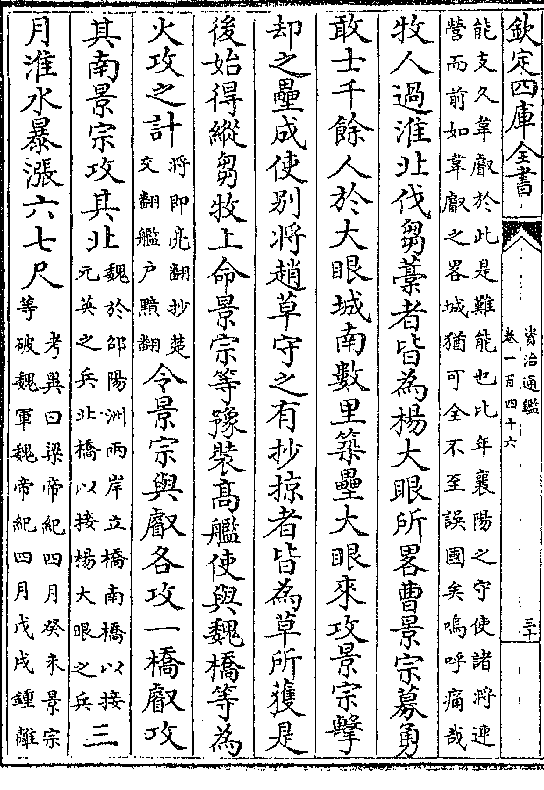 欽定四庫全書
資治通鑑
卷一百四十六
三十
能支久韋叡於此是難能也比年襄陽之守使諸將連
營而前如韋叡之畧城猶可全不至誤國矣嗚呼痛哉
牧人過淮北伐芻藁者皆為楊大眼所畧曹景宗募勇
敢士千餘人於大眼城南數里築壘大眼來攻景宗擊
却之壘成使别將趙草守之有抄掠者皆為草所獲是
後始得縱芻牧上命景宗等豫裝髙艦使與魏橋等為
火攻之計將即亮翻抄楚交翻艦户黯翻令景宗與叡各攻一橋叡攻
其南景宗攻其北魏於邵陽洲兩岸立橋南橋以接元英之兵北橋以接楊大眼之兵三
月淮水暴漲六七尺考異曰梁帝紀四月癸未景宗等破魏軍魏帝紀四月戊戌鍾離